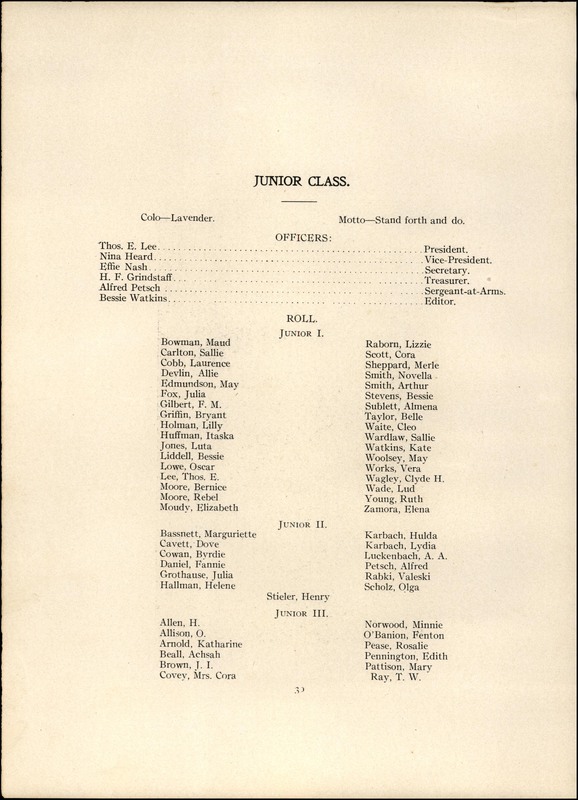 JUNIOR CLASS.
Colo—Lavender. Motto—Stand forth and do.
OFFICERS:
Thos. E. Lee........................................President.
Nina Heard........................................Vice-President.
Effie Nash........................................Secretary.
H. F. Grindstaff........................................Treasurer.
Alfred Petsch ........................................Sergeant-at-Arms.
Bessie Watkins........................................Editor.
ROLL.
JUNIOR I.
Bowman, Maud
Carlton, Sallie
Cobb, Laurence
Devlin, Allie
Edmundson, May
Fox, Julia
Gilbert, F. M.
Griffin, Bryant
Holman, Lilly
Huffman, Itaska
Jones, Luta
Liddell, Bessie
Lowe, Oscar
Lee, Thos. E.
Moore, Bernice
Moore, Rebel
Moudy, Elizabeth
Raborn, Lizzie
Scott, Cora
Sheppard, Merle
Smith, Novella
Smith, Arthur
Stevens, Bessie
Sublett, Almena
Taylor, Belle
Waite, Cleo
Wardlaw, Sallie
Watkins, Kate
Woolsey, May
Works, Vera
Wagley, Clyde H.
Wade, Lud
Young, Ruth
Zamora, Elena
JUNIOR II.
Bassnett, Marguriette
Cavett, Dove
Cowan, Byrdie
Daniel, Fannie
Grothause, Julia
Hallman, Helene
Karbach, Hulda
Karbach, Lydia
Luckenbach, A. A.
Petsch, Alfred
Rabki, Valeski
Scholz, Olga
Stieler, Henry
JUNIOR III.
Allen, H.
Allison, O.
Arnold, Katharine
Beall, Achsah
Brown, J. I.
Covey, Mrs. Cora
Norwood, Minnie
O'Banion, Fenton
Pease, Rosalie
Pennington, Edith
Pattison, Mary
Ray, T. W.